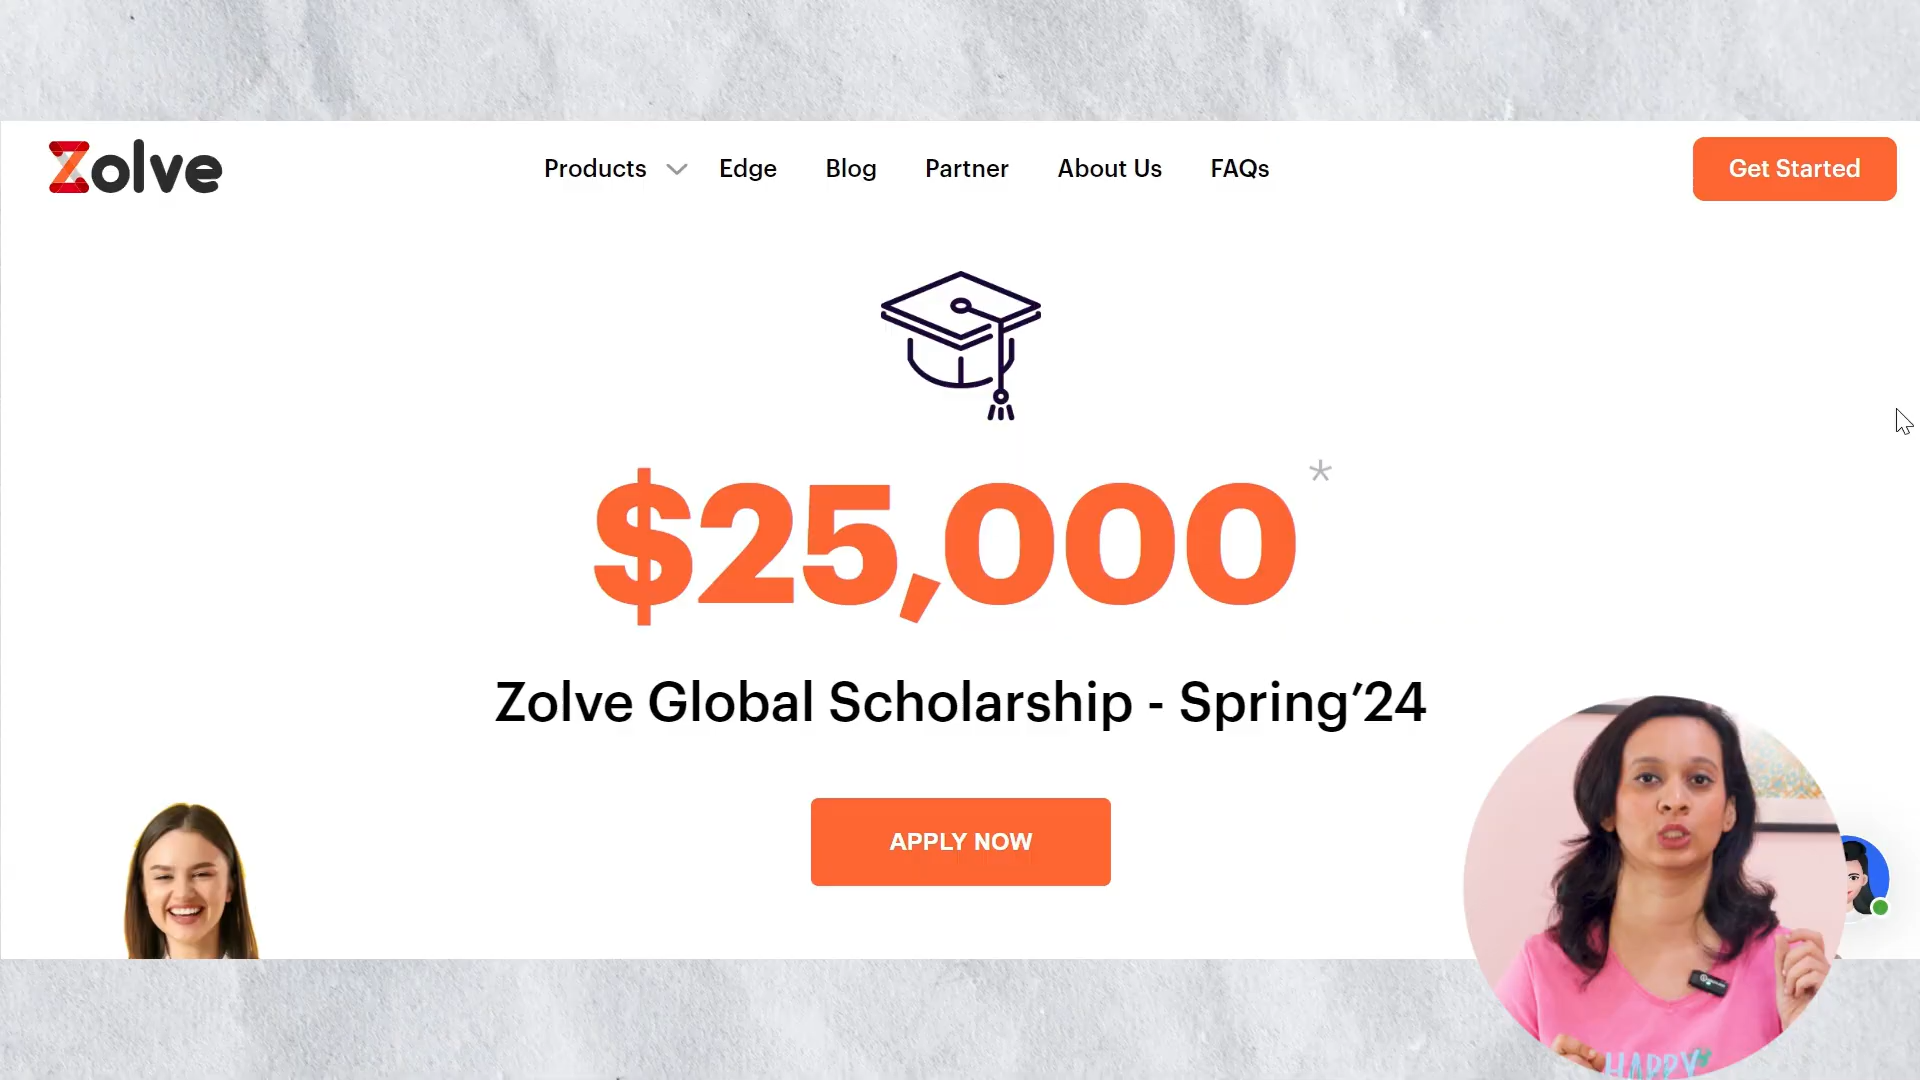 Zolve
Products
Edge
Blog
Partner
About Us
FAQs
Get Started
$25,000*
Zolve Global Scholarship - Spring'24
APPLY NOW
HAPPY